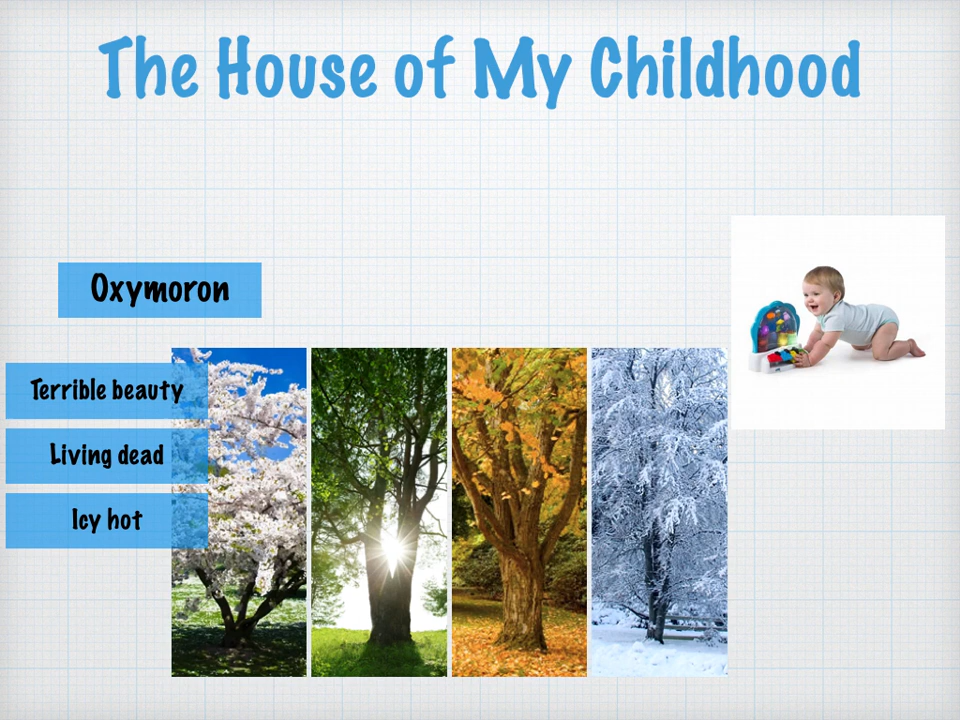 The House of My Childhood
Oxymoron
Terrible beauty
Living dead
Icy hot